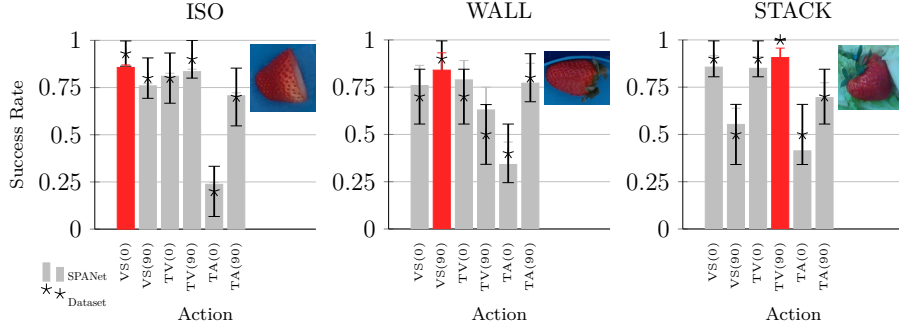 ISO
WALL
STACK
Success Rate
1
0.75
0.5
0.25
0
VS(0)
VS(90)
TV(0)
TV(90)
TA(0)
TA(90)
Action
1
0.75
0.5
0.25
0
VS(0)
VS(90)
TV(0)
TV(90)
TA(0)
TA(90)
Action
1
0.75
0.5
0.25
0
VS(0)
VS(90)
TV(0)
TV(90)
TA(0)
TA(90)
Action
SPANet
Dataset